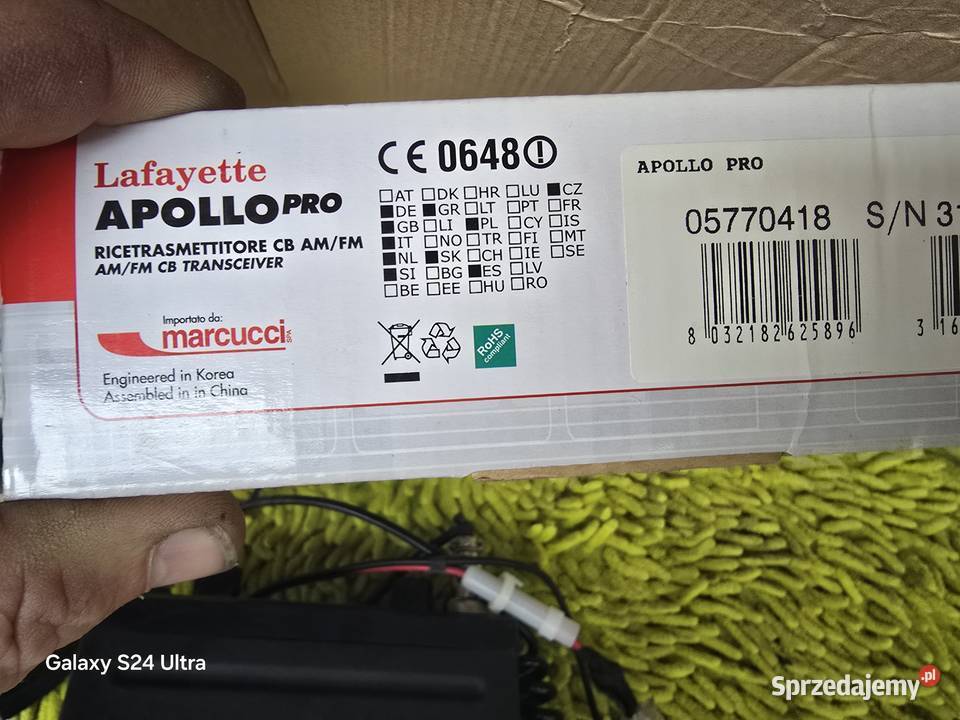 Lafayette
APOLLO PRO
RICETRASMETTITORE CB AM/FM
AM/FM CB TRANSCEIVER
Importato da:
marcucci SPA
Engineered in Korea
Assembled in in China
CE 0648
□AT □DK □HR □LU ■CZ
■DE ■GR □LT □PT □FR
■GB □LI ■PL □CY □IS
■IT □NO □TR □FI □MT
■NL ■SK □CH □IE □SE
■SI □BG ■ES □LV
□BE □EE □HU □RO
RoHS
compliant
APOLLO PRO
05770418 S/N 31
8 032182 625896
3 16
Galaxy S24 Ultra
Sprzedajemy.pl